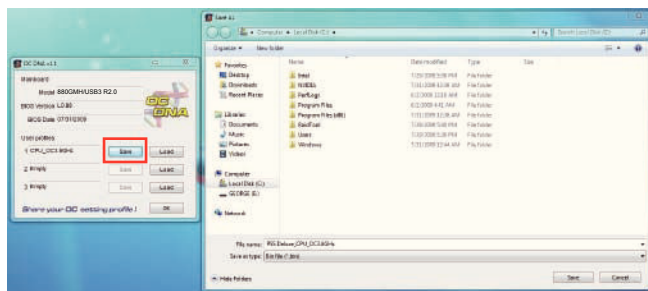 OC DNA v1.1
Mainboard
Model 880GMH/USB3 R2.0
BIOS Version L0.80
BIOS Date 07/31/2009
OC DNA
User profiles
1 CPU_OC3.8GHz Save Load
2 Empty Save Load
3 Empty Save Load
Share your OC setting profile !
OK
Save As
Computer Local Disk (C:)
Search Local Disk (C:)
Organize New folder
Name Date modified Type Size
Favorites
Desktop
Downloads
Recent Places
Libraries
Documents
Music
Pictures
Videos
Computer
Local Disk (C:)
GEORGE (E:)
Network
Intel File folder
NVIDIA File folder
PerfLogs File folder
Program Files File folder
Program Files (x86) File folder
File folder
Users File folder
Windows File folder
File name:
Save as type:
Hide Folders
Save Cancel